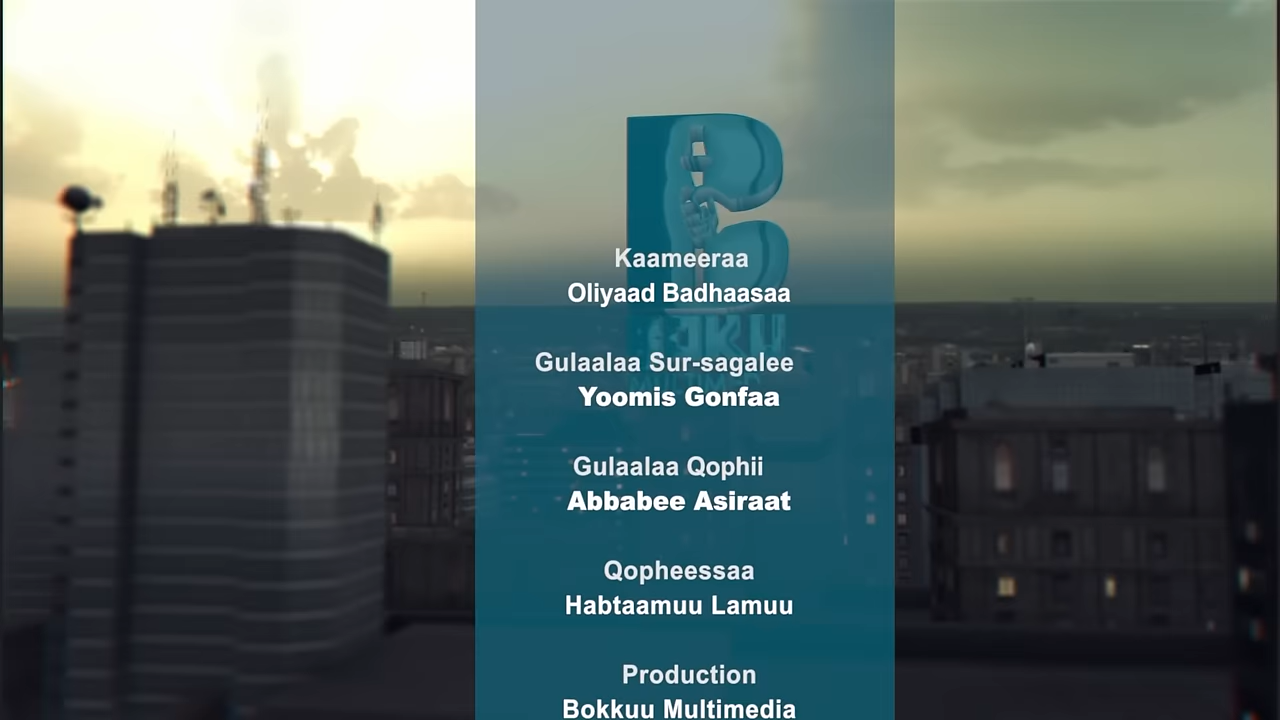 Kaameeraa
Oliyaad Badhaasaa
Gulaalaa Sur-sagalee
Yoomis Gonfaa
Gulaalaa Qophii
Abbabee Asiraat
Qopheessaa
Habtaamuu Lamuu
Production
Bokkuu Multimedia